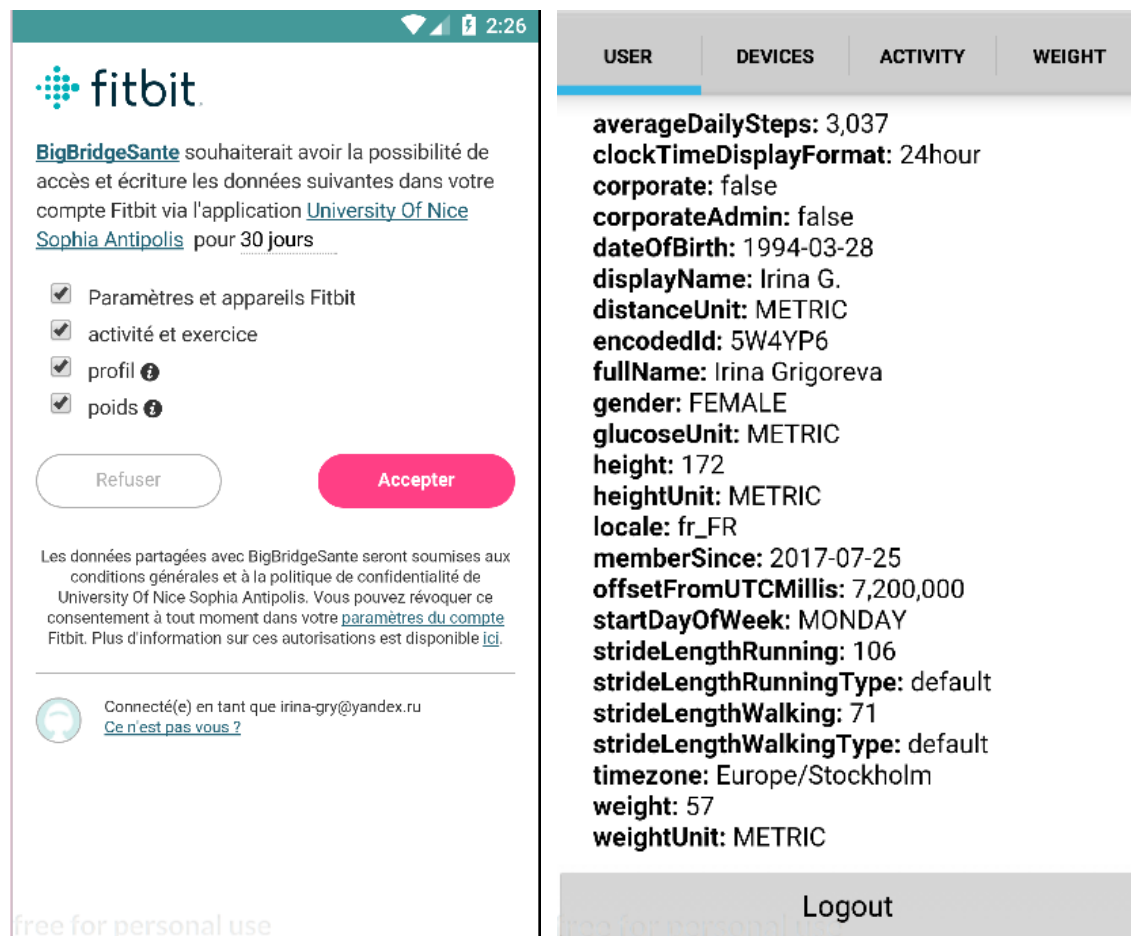 2:26
fitbit
BigBridgeSante souhaiterait avoir la possibilité de
accès et écriture les données suivantes dans votre
compte Fitbit via l'application University Of Nice
Sophia Antipolis pour 30 jours
Paramètres et appareils Fitbit
activité et exercice
profil
poids
Refuser
Accepter
Les données partagées avec BigBridgeSante seront soumises aux
conditions générales et à la politique de confidentialité de
University Of Nice Sophia Antipolis. Vous pouvez révoquer ce
consentement à tout moment dans votre paramètres du compte
Fitbit. Plus d'information sur ces autorisations est disponible ici.
Connecté(e) en tant que irina-gry@yandex.ru
Ce n'est pas vous ?
free for personal use
USER DEVICES ACTIVITY WEIGHT
averageDailySteps: 3,037
clockTimeDisplayFormat: 24hour
corporate: false
corporateAdmin: false
dateOfBirth: 1994-03-28
displayName: Irina G.
distanceUnit: METRIC
encodedId: 5W4YP6
fullName: Irina Grigoreva
gender: FEMALE
glucoseUnit: METRIC
height: 172
heightUnit: METRIC
locale: fr_FR
memberSince: 2017-07-25
offsetFromUTCMillis: 7,200,000
startDayOfWeek: MONDAY
strideLengthRunning: 106
strideLengthRunningType: default
strideLengthWalking: 71
strideLengthWalkingType: default
timezone: Europe/Stockholm
weight: 57
weightUnit: METRIC
Logout
free for personal use